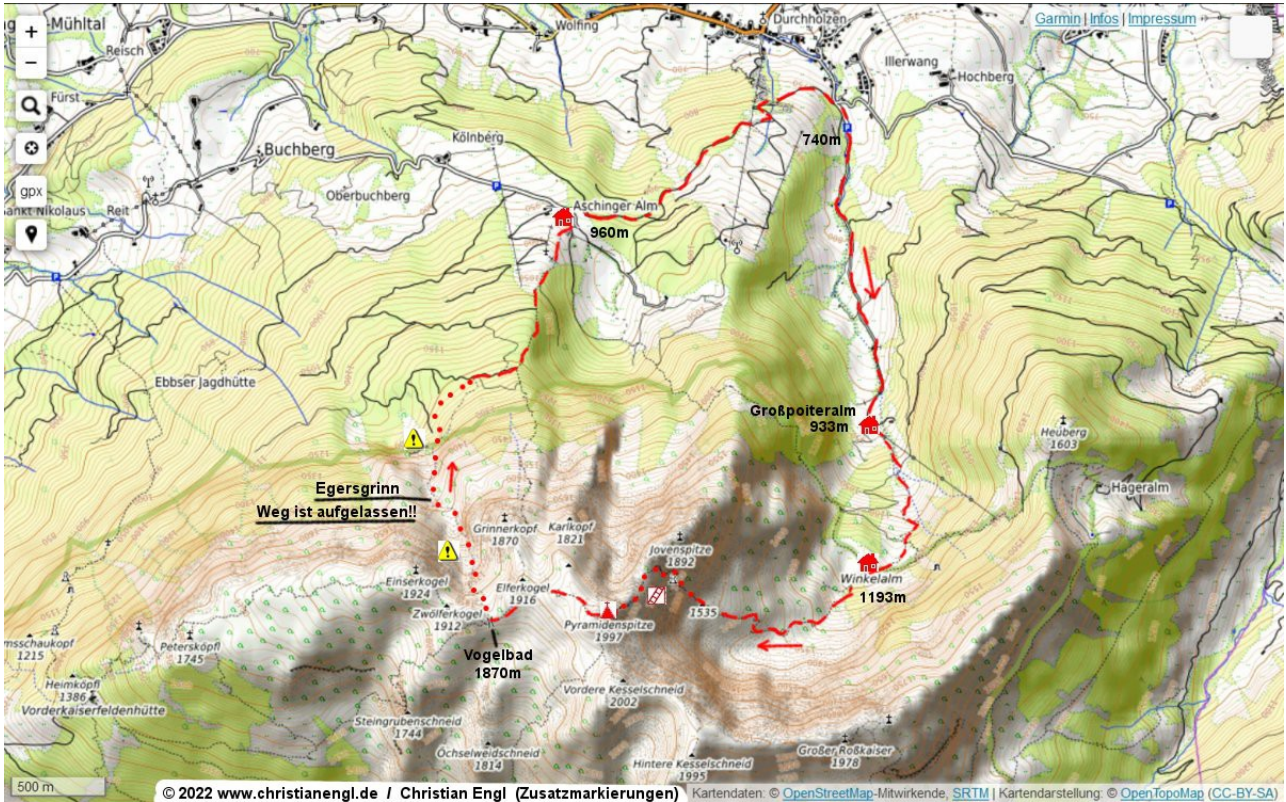 Mühltal
Wolfing
Durchholzen
Garmin | Infos | Impressum
+
−
Reisch
Illerwang
Hochberg
Fürst
740m
Kölnberg
Buchberg
gpx
Oberbuchberg
Aschinger Alm
Sankt Nikolaus
Reit
960m
Ebbser Jagdhütte
Großpoiteralm
933m
Heuberg
1603
Hageralm
Egersgrinn
Weg ist aufgelassen!!
Grinnerkopf
1870
Karlkopf
1821
Jovenspitze
1892
Winkelalm
1193m
Einserkogel
1924
Elferkogel
1916
Zwölferkogel
1912
Pyramidenspitze
1997
1535
1215
Petersköpfl
1745
Vogelbad
1870m
Heimköpfl
1386
Vorderkaiserfeldenhütte
Vordere Kesselschneid
2002
Steingrubenschneid
1744
Öchselweidschneid
1814
Großer Roßkaiser
1978
Hintere Kesselschneid
1995
500 m
© 2022 www.christianengl.de / Christian Engl (Zusatzmarkierungen)
Kartendaten: © OpenStreetMap-Mitwirkende, SRTM | Kartendarstellung: © OpenTopoMap (CC-BY-SA)